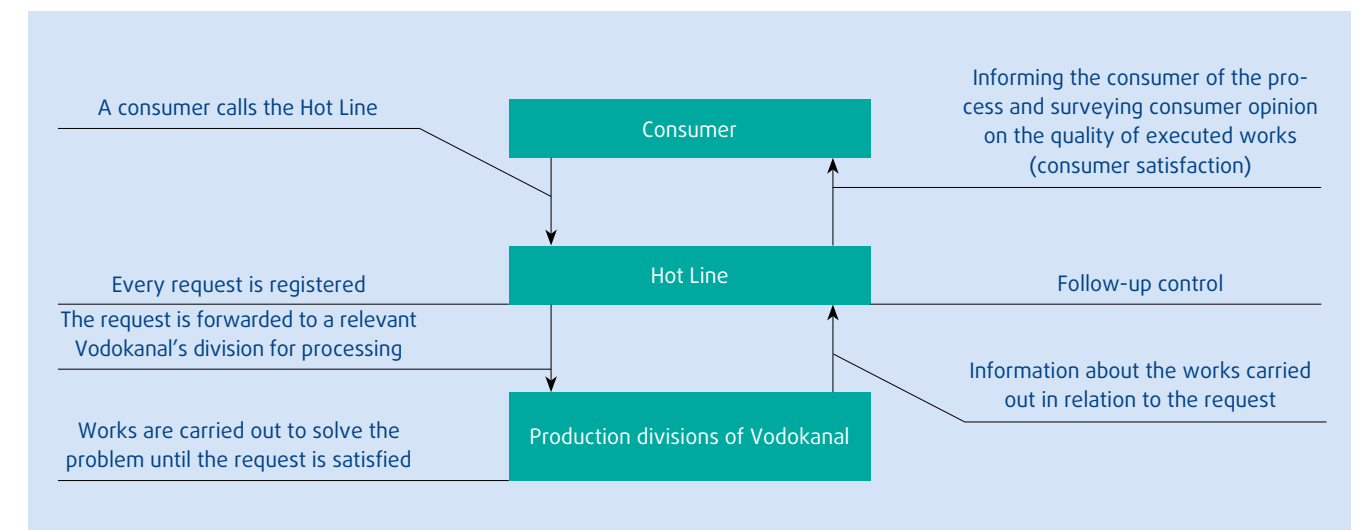 A consumer calls the Hot Line
Consumer
Informing the consumer of the pro-
cess and surveying consumer opinion
on the quality of executed works
(consumer satisfaction)
Every request is registered
Hot Line
Follow-up control
The request is forwarded to a relevant
Vodokanal’s division for processing
Information about the works carried
out in relation to the request
Works are carried out to solve the
problem until the request is satisfied
Production divisions of Vodokanal